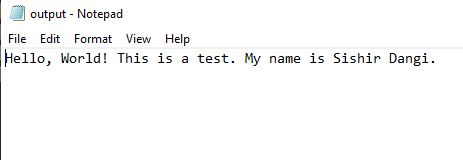 output - Notepad
File Edit Format View Help
Hello, World! This is a test. My name is Sishir Dangi.